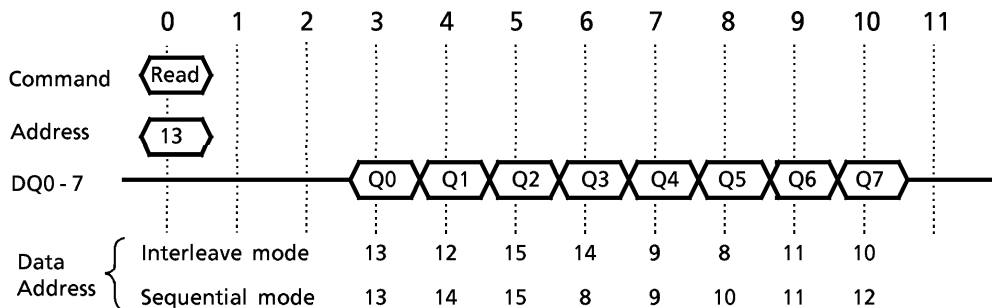 0 1 2 3 4 5 6 7 8 9 10 11
Command Read
Address 13
DQ0 - 7 Q0 Q1 Q2 Q3 Q4 Q5 Q6 Q7
Data Address
Interleave mode 13 12 15 14 9 8 11 10
Sequential mode 13 14 15 8 9 10 11 12